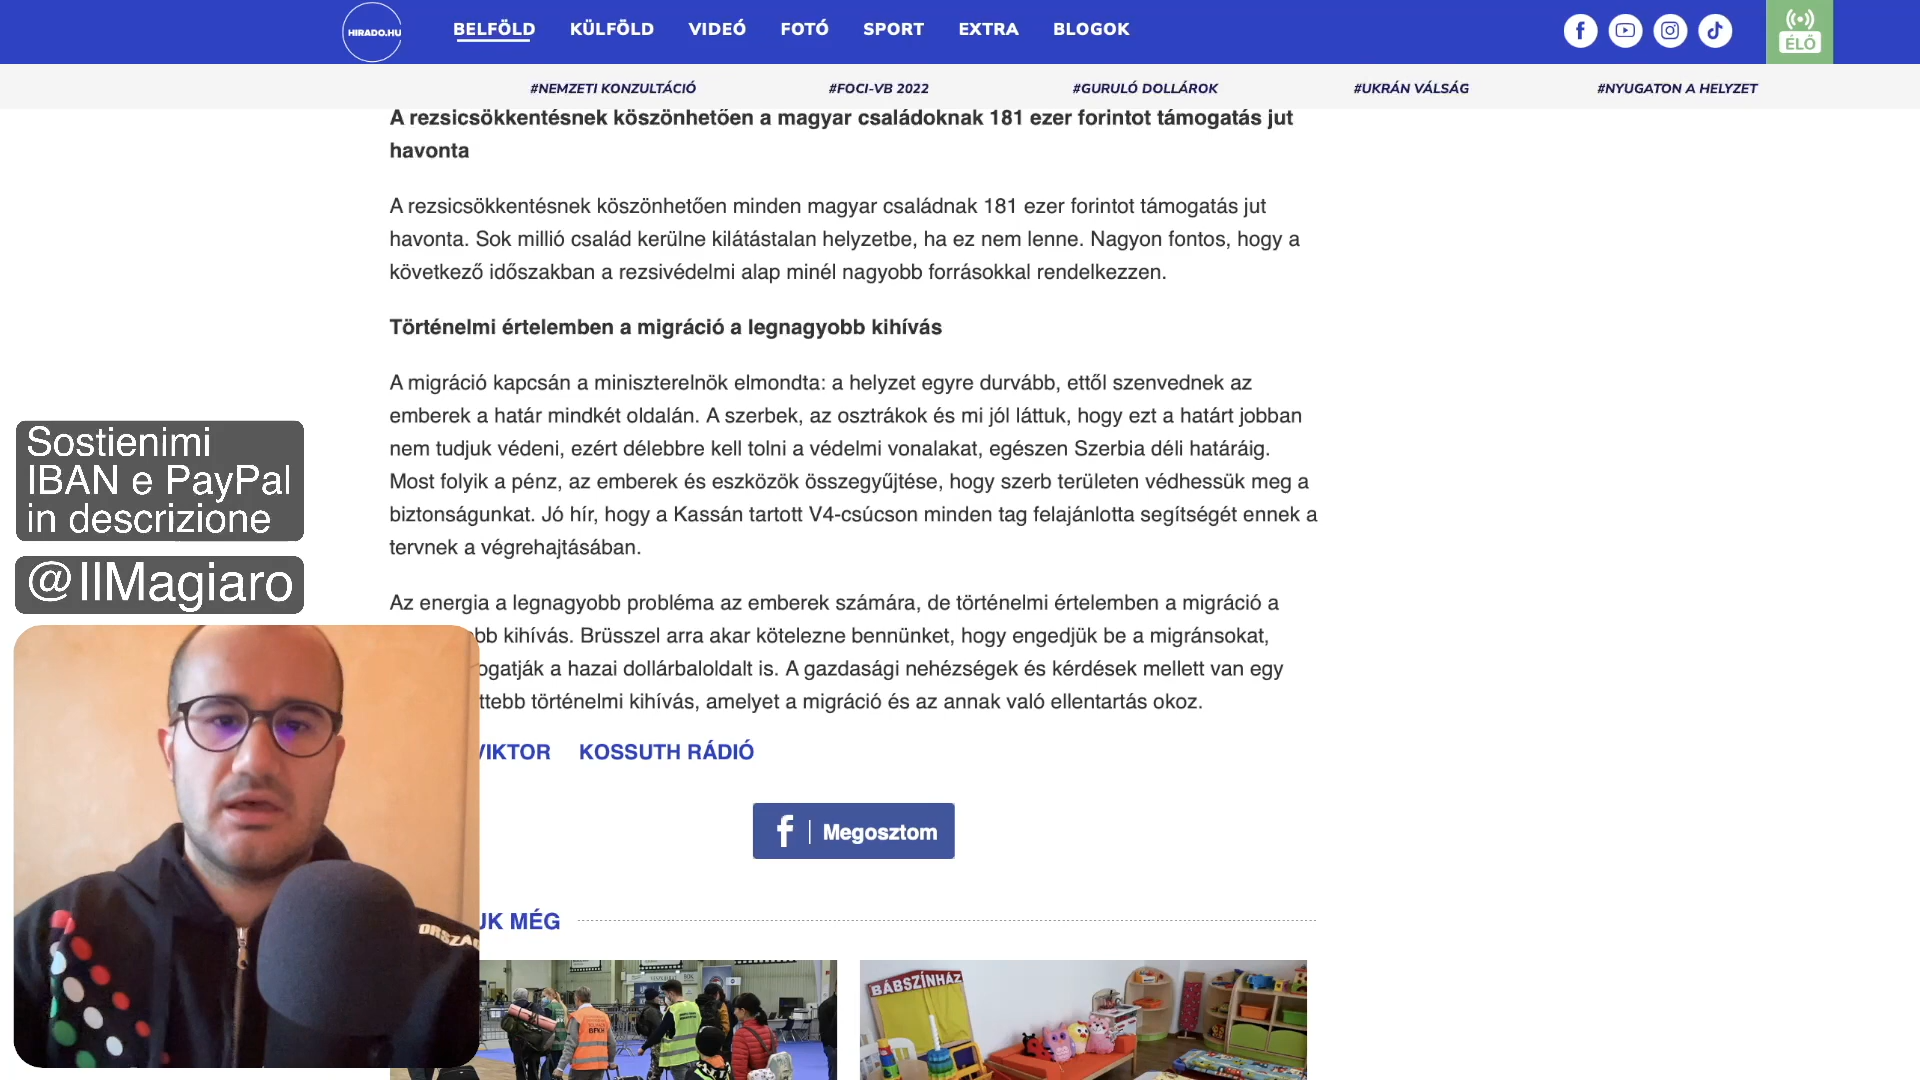 HIRADO.HU
BELFÖLD KÜLFÖLD VIDEÓ FOTÓ SPORT EXTRA BLOGOK
ÉLŐ
#NEMZETI KONZULTÁCIÓ #FOCI-VB 2022 #GURULÓ DOLLÁROK #UKRÁN VÁLSÁG #NYUGATON A HELYZET
A rezsicsökkentésnek köszönhetően a magyar családoknak 181 ezer forintot támogatás jut
havonta
A rezsicsökkentésnek köszönhetően minden magyar családnak 181 ezer forintot támogatás jut
havonta. Sok millió család kerülne kilátástalan helyzetbe, ha ez nem lenne. Nagyon fontos, hogy a
következő időszakban a rezsivédelmi alap minél nagyobb forrásokkal rendelkezzen.
Történelmi értelemben a migráció a legnagyobb kihívás
A migráció kapcsán a miniszterelnök elmondta: a helyzet egyre durvább, ettől szenvednek az
emberek a határ mindkét oldalán. A szerbek, az osztrákok és mi jól láttuk, hogy ezt a határt jobban
nem tudjuk védeni, ezért délebbre kell tolni a védelmi vonalakat, egészen Szerbia déli határáig.
Most folyik a pénz, az emberek és eszközök összegyűjtése, hogy szerb területen védhessük meg a
biztonságunkat. Jó hír, hogy a Kassán tartott V4-csúcson minden tag felajánlotta segítségét ennek a
tervnek a végrehajtásában.
Az energia a legnagyobb probléma az emberek számára, de történelmi értelemben a migráció a
bb kihívás. Brüsszel arra akar kötelezne bennünket, hogy engedjük be a migránsokat,
ogatják a hazai dollárbaloldalt is. A gazdasági nehézségek és kérdések mellett van egy
ttebb történelmi kihívás, amelyet a migráció és az annak való ellentartás okoz.
VIKTOR KOSSUTH RÁDIÓ
f | Megosztom
UK MÉG
Sostienimi
IBAN e PayPal
in descrizione
@IlMagiaro
ORSZÁG
BÁBSZÍNHÁZ